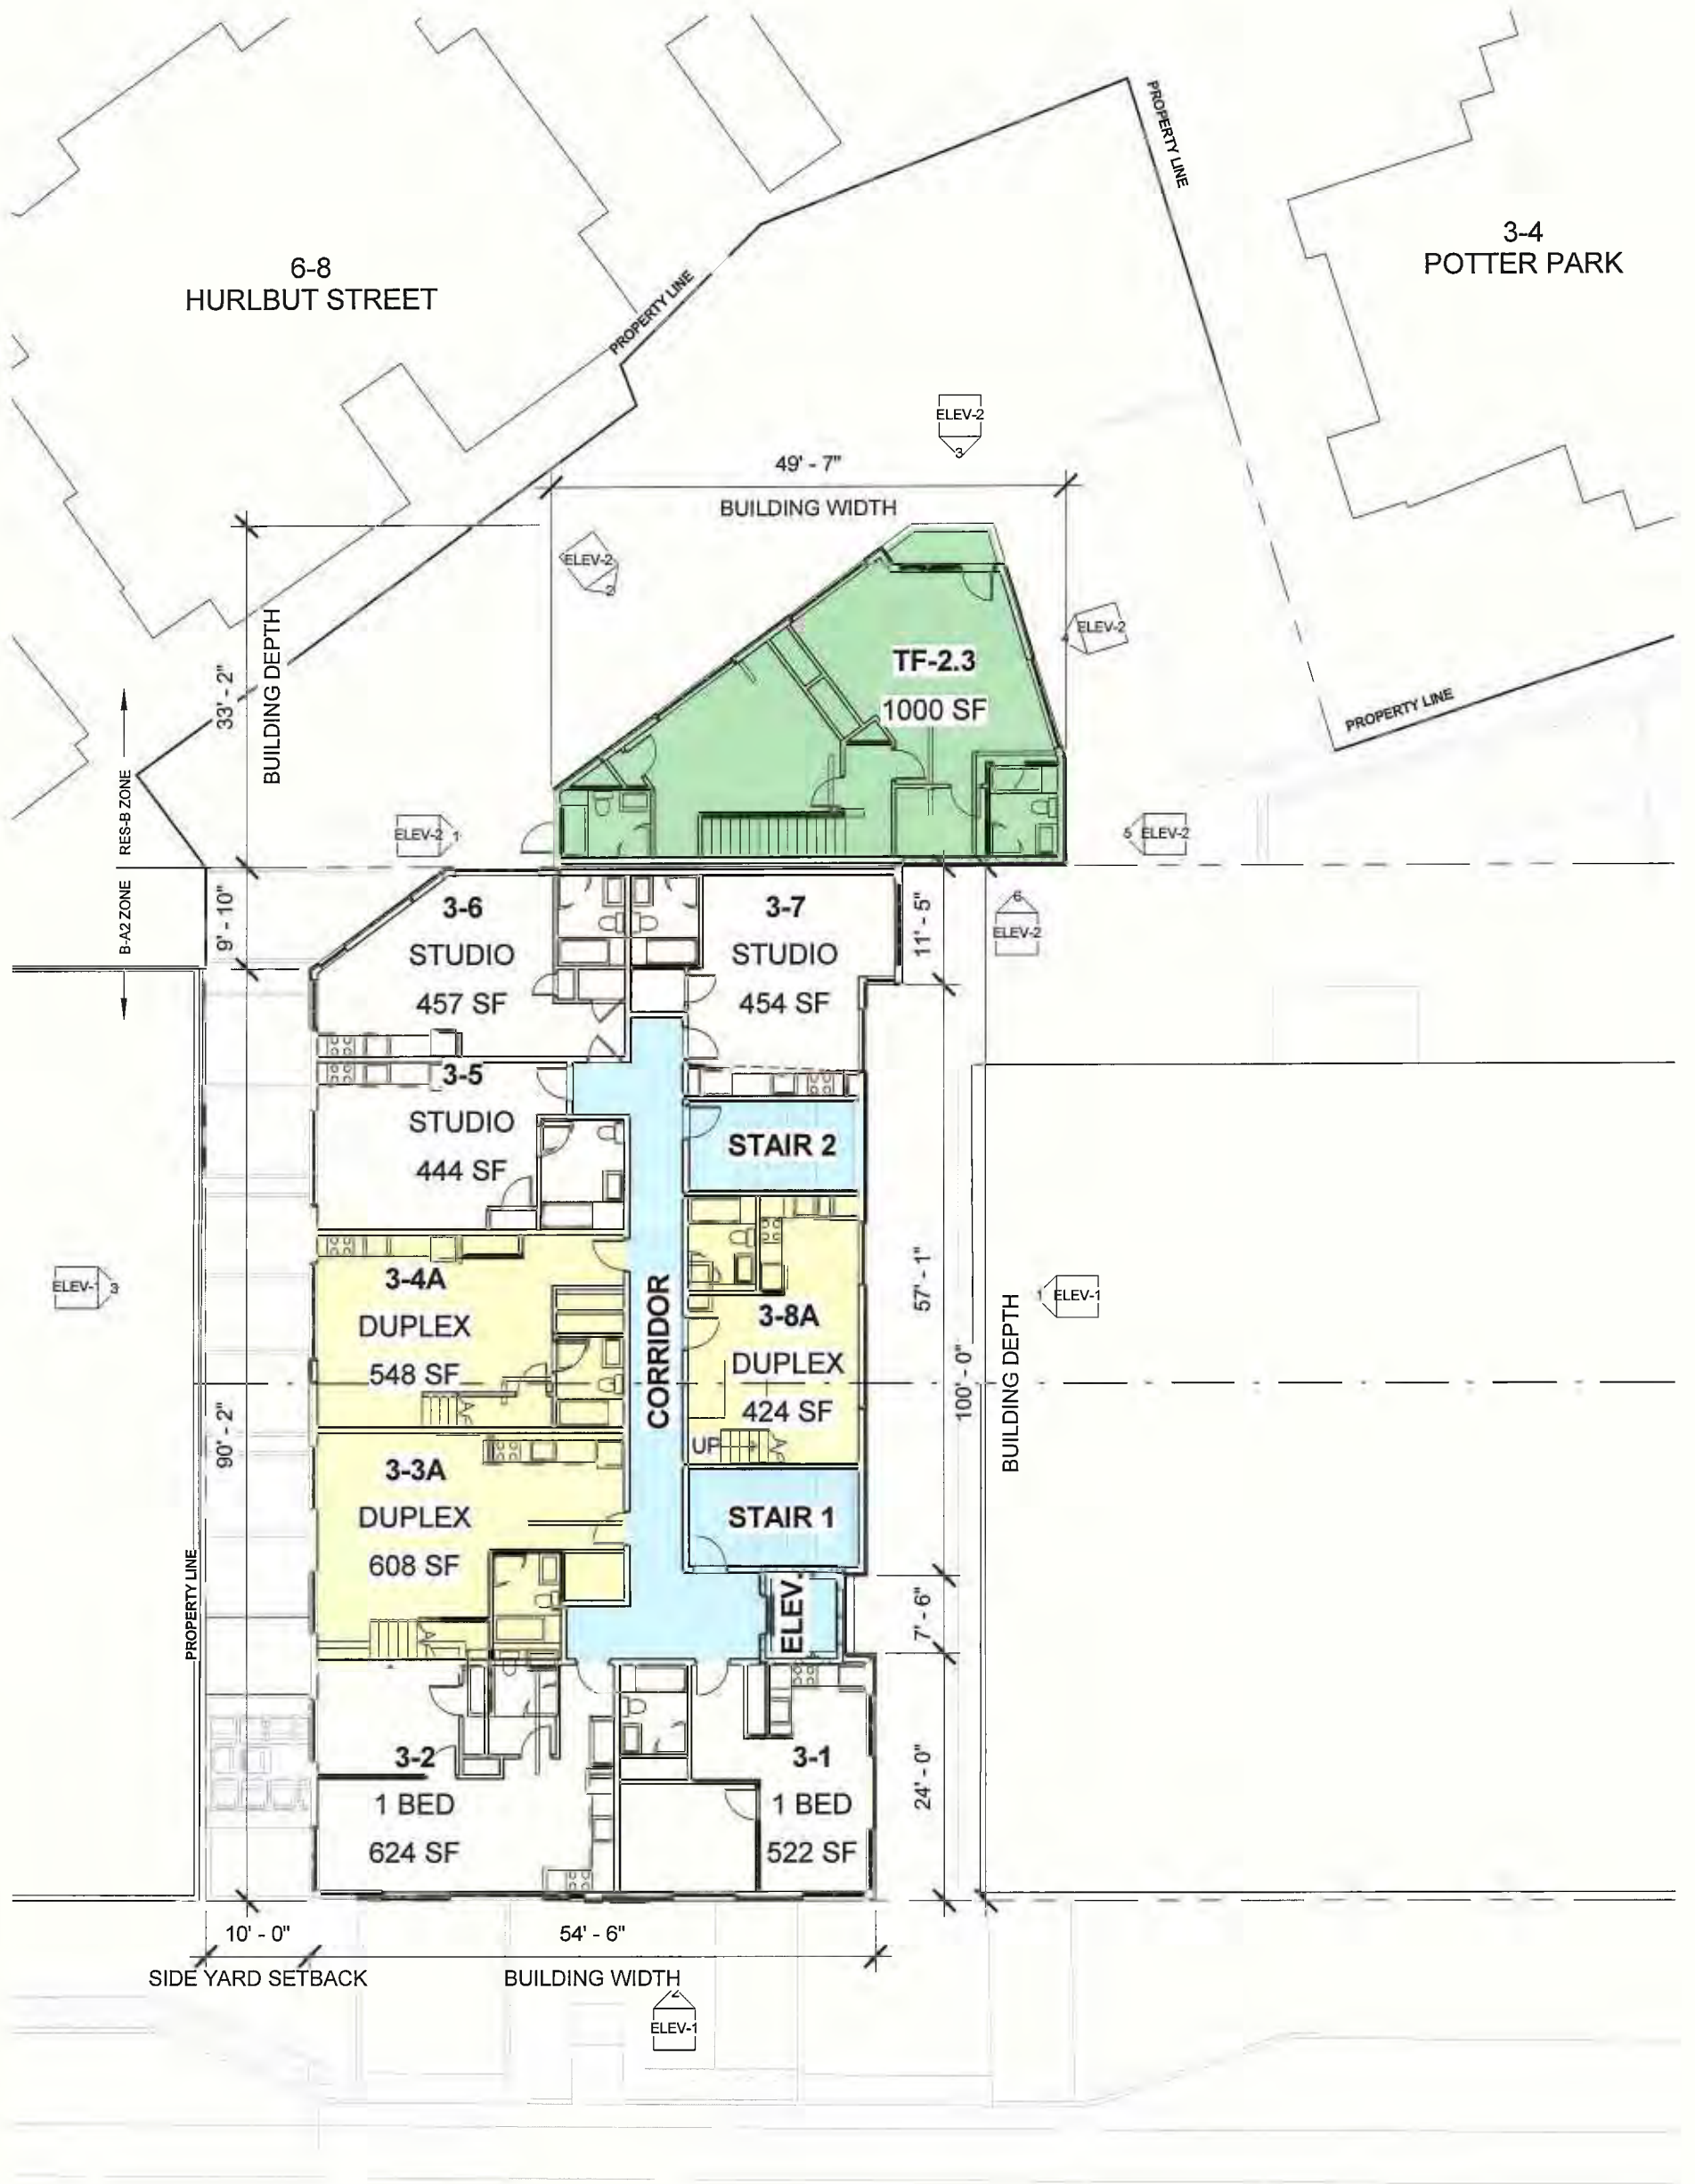 PROPERTY LINE
3-4
POTTER PARK
6-8
HURLBUT STREET
PROPERTY LINE
ELEV-2
3
49' - 7"
BUILDING WIDTH
ELEV-2
2
33' - 2"
BUILDING DEPTH
TF-2.3
1000 SF
4
ELEV-2
PROPERTY LINE
RES-B ZONE
B-A2 ZONE
ELEV-2
1
5
ELEV-2
9' - 10"
3-6
STUDIO
457 SF
3-7
STUDIO
454 SF
11' - 5"
6
ELEV-2
3-5
STUDIO
444 SF
STAIR 2
ELEV-1
3
3-4A
DUPLEX
548 SF
CORRIDOR
3-8A
DUPLEX
424 SF
UP
57' - 1"
100' - 0"
BUILDING DEPTH
1
ELEV-1
90' - 2"
3-3A
DUPLEX
608 SF
STAIR 1
PROPERTY LINE
ELEV.
7' - 6"
3-2
1 BED
624 SF
3-1
1 BED
522 SF
24' - 0"
10' - 0"
54' - 6"
SIDE YARD SETBACK
BUILDING WIDTH
2
ELEV-1